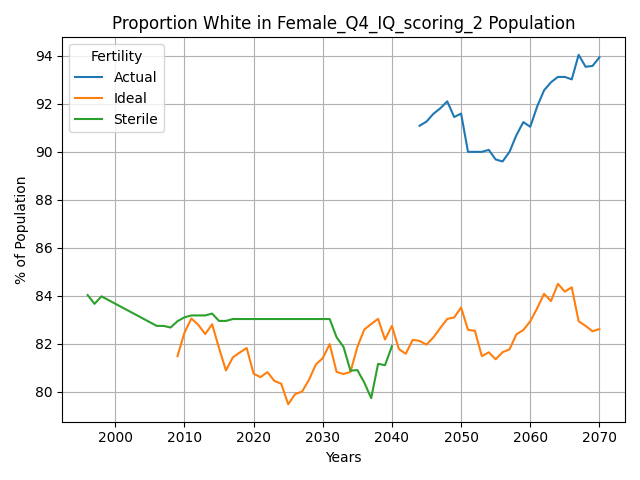 Proportion White in Female_Q4_IQ_scoring_2 Population
Fertility
Actual
Ideal
Sterile
% of Population
94
92
90
88
86
84
82
80
2000
2010
2020
2030
2040
2050
2060
2070
Years